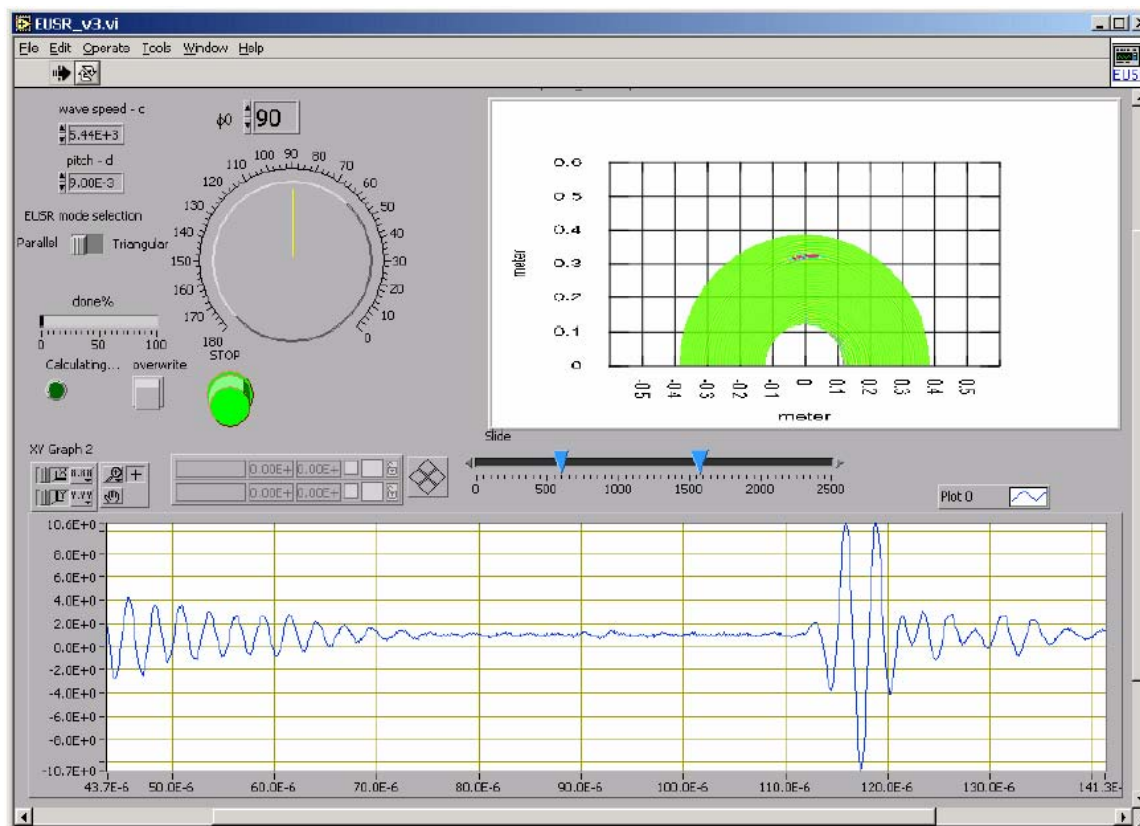 EUSR_v3.vi
File Edit Operate Tools Window Help
EUS
wave speed - c
5.44E+3
pitch - d
9.00E-3
ϕ0 90
EUSR mode selection
Parallel Triangular
done%
0 50 100
Calculating... overwrite
STOP
0 10 20 30 40 50 60 70 80 90 100 110 120 130 140 150 160 170 180
0.6
0.5
0.4
0.3
0.2
0.1
0
meter
-0.5 -0.4 -0.3 -0.2 -0.1 0 0.1 0.2 0.3 0.4 0.5
meter
Slide
0 500 1000 1500 2000 2500
XY Graph 2
0.00E+ 0.00E+
0.00E+ 0.00E+
Plot 0
10.6E+0
8.0E+0
6.0E+0
4.0E+0
2.0E+0
0.0E+0
-2.0E+0
-4.0E+0
-6.0E+0
-8.0E+0
-10.7E+0
43.7E-6 50.0E-6 60.0E-6 70.0E-6 80.0E-6 90.0E-6 100.0E-6 110.0E-6 120.0E-6 130.0E-6 141.3E-